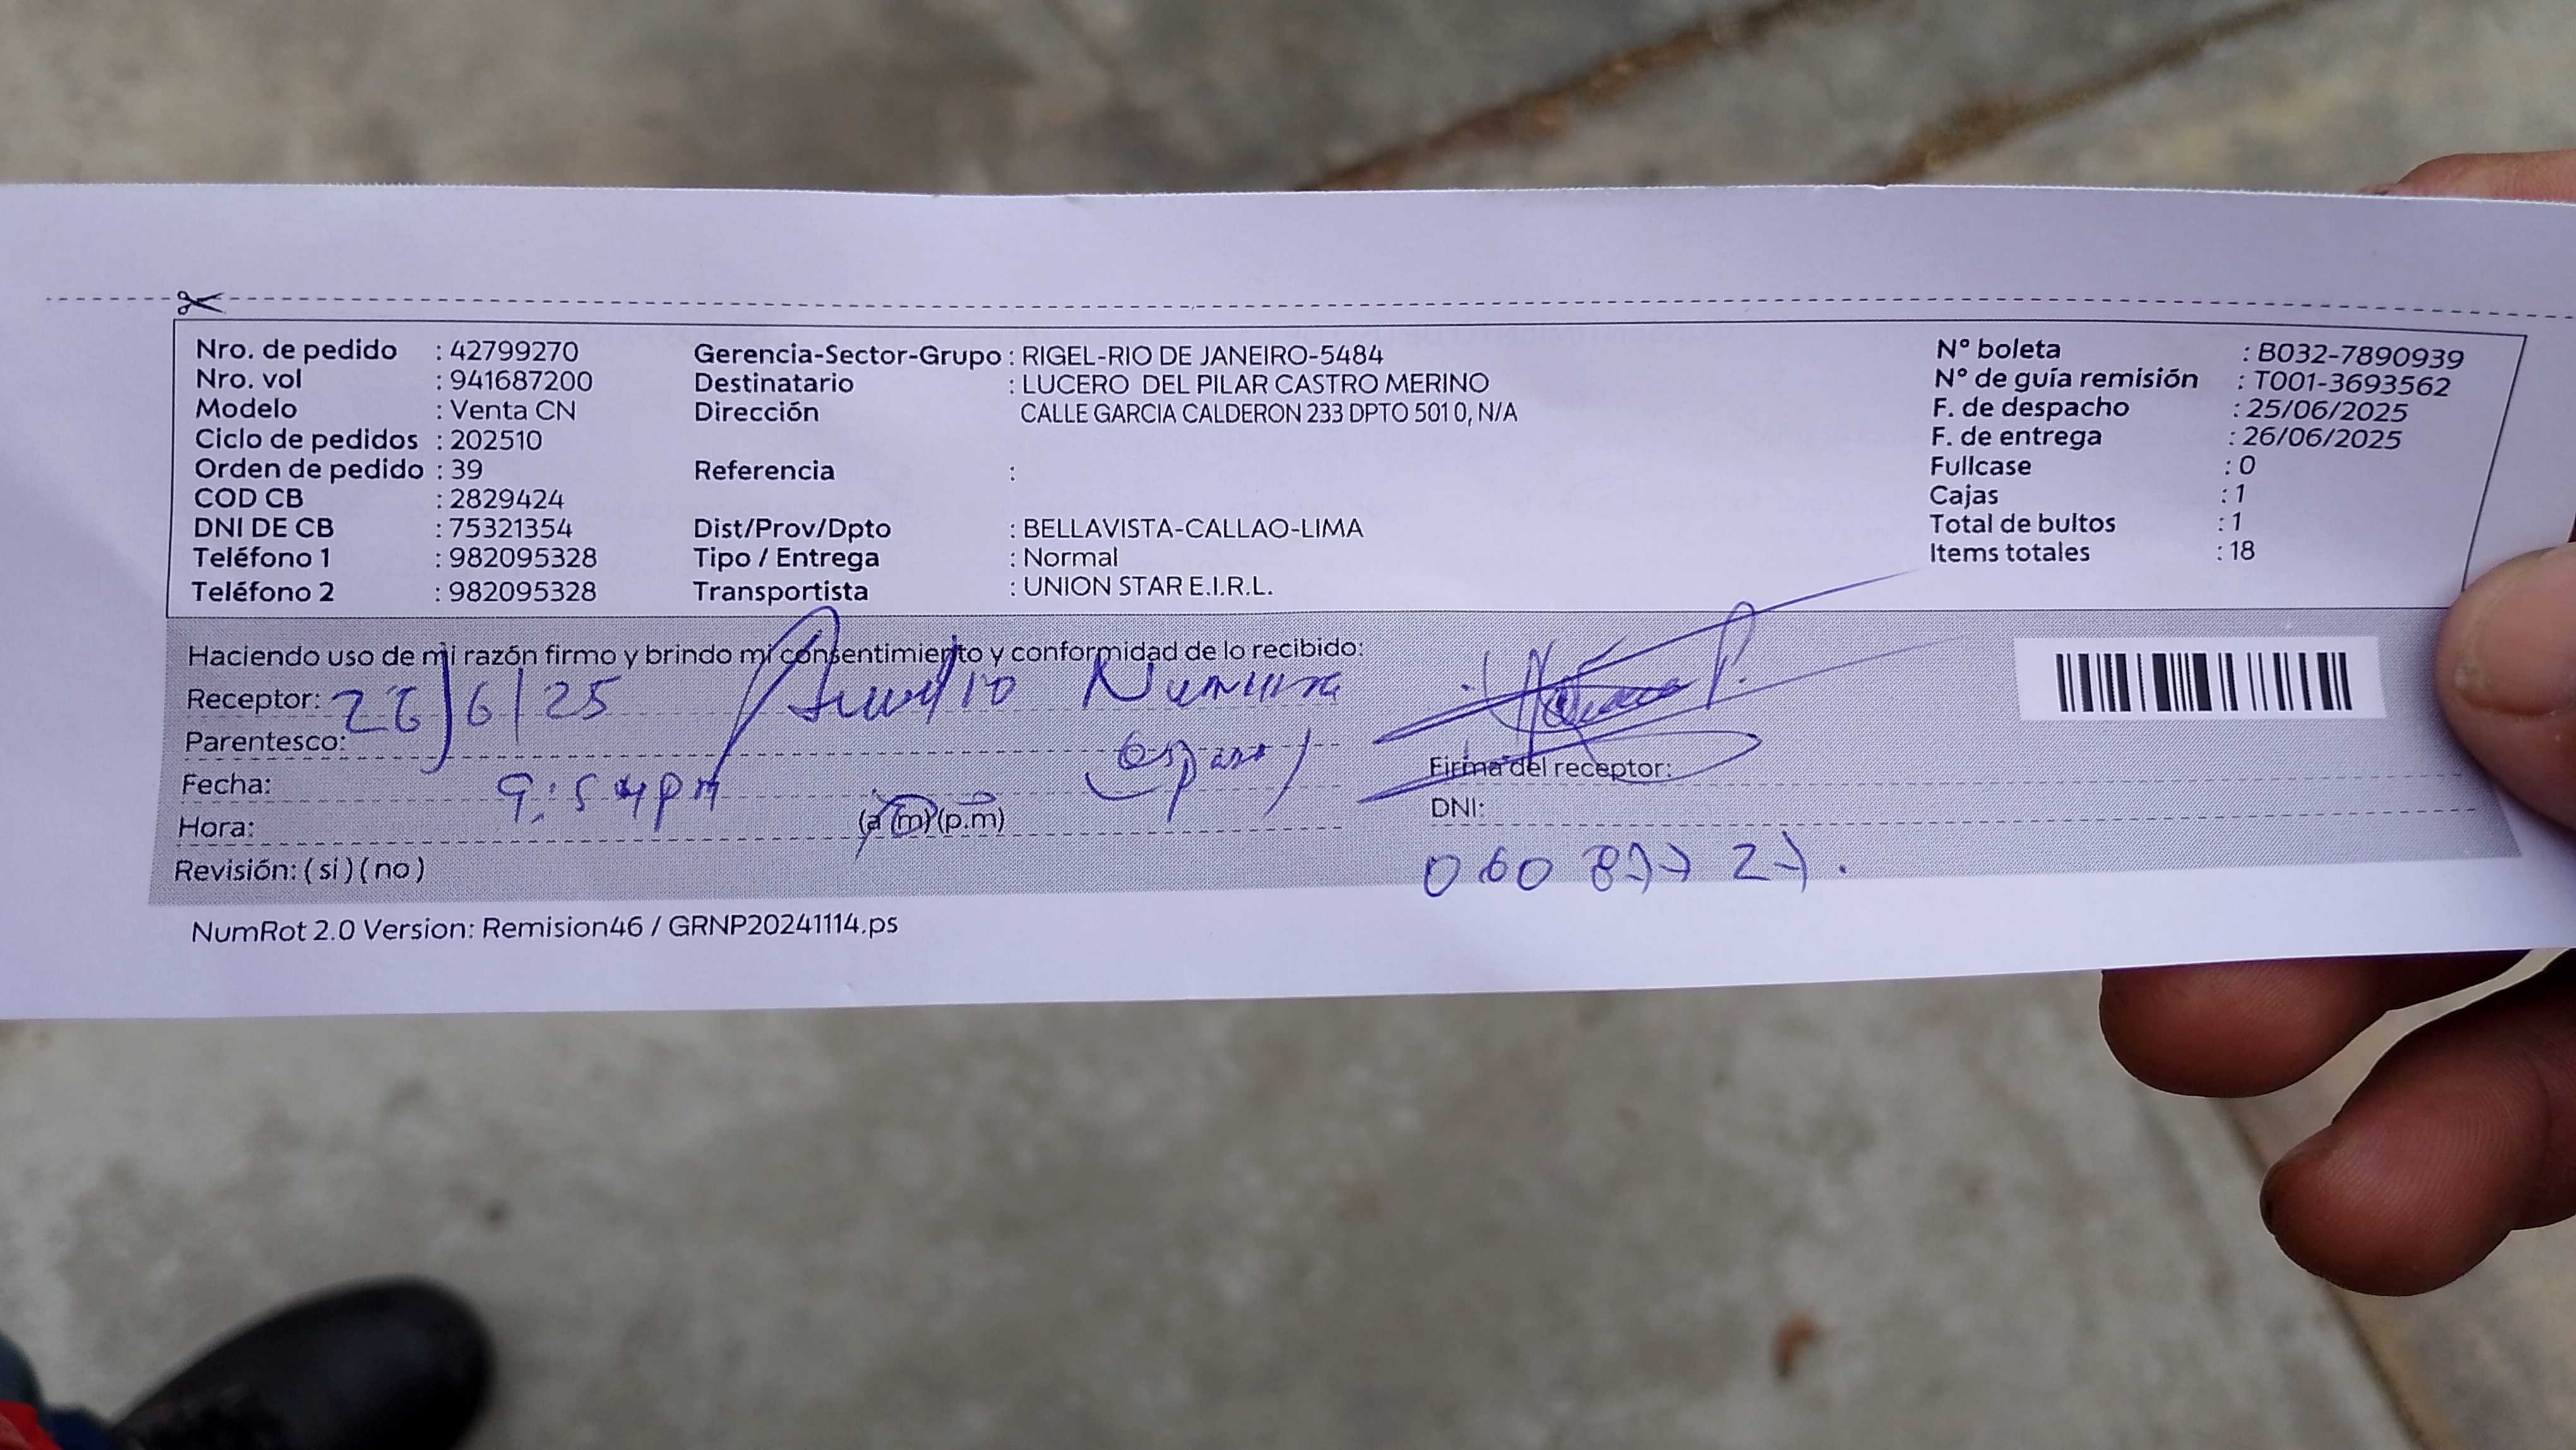 Nro. de pedido : 42799270
Nro. vol : 941687200
Modelo : Venta CN
Ciclo de pedidos : 202510
Orden de pedido : 39
COD CB : 2829424
DNI DE CB : 75321354
Teléfono 1 : 982095328
Teléfono 2 : 982095328
Gerencia-Sector-Grupo : RIGEL-RIO DE JANEIRO-5484
Destinatario : LUCERO DEL PILAR CASTRO MERINO
Dirección CALLE GARCIA CALDERON 233 DPTO 501 0, N/A
Referencia :
Dist/Prov/Dpto : BELLAVISTA-CALLAO-LIMA
Tipo / Entrega : Normal
Transportista : UNION STAR E.I.R.L.
N° boleta : B032-7890939
N° de guía remisión : T001-3693562
F. de despacho : 25/06/2025
F. de entrega : 26/06/2025
Fullcase : 0
Cajas : 1
Total de bultos : 1
Items totales : 18
Haciendo uso de mi razón firmo y brindo mi consentimiento y conformidad de lo recibido:
Receptor: 26/6/25
Parentesco:
Fecha: 9:54pm
Hora: (a m) (p.m)
Revisión: ( si ) ( no )
Firma del receptor:
DNI:
NumRot 2.0 Version: Remision46 / GRNP20241114.ps